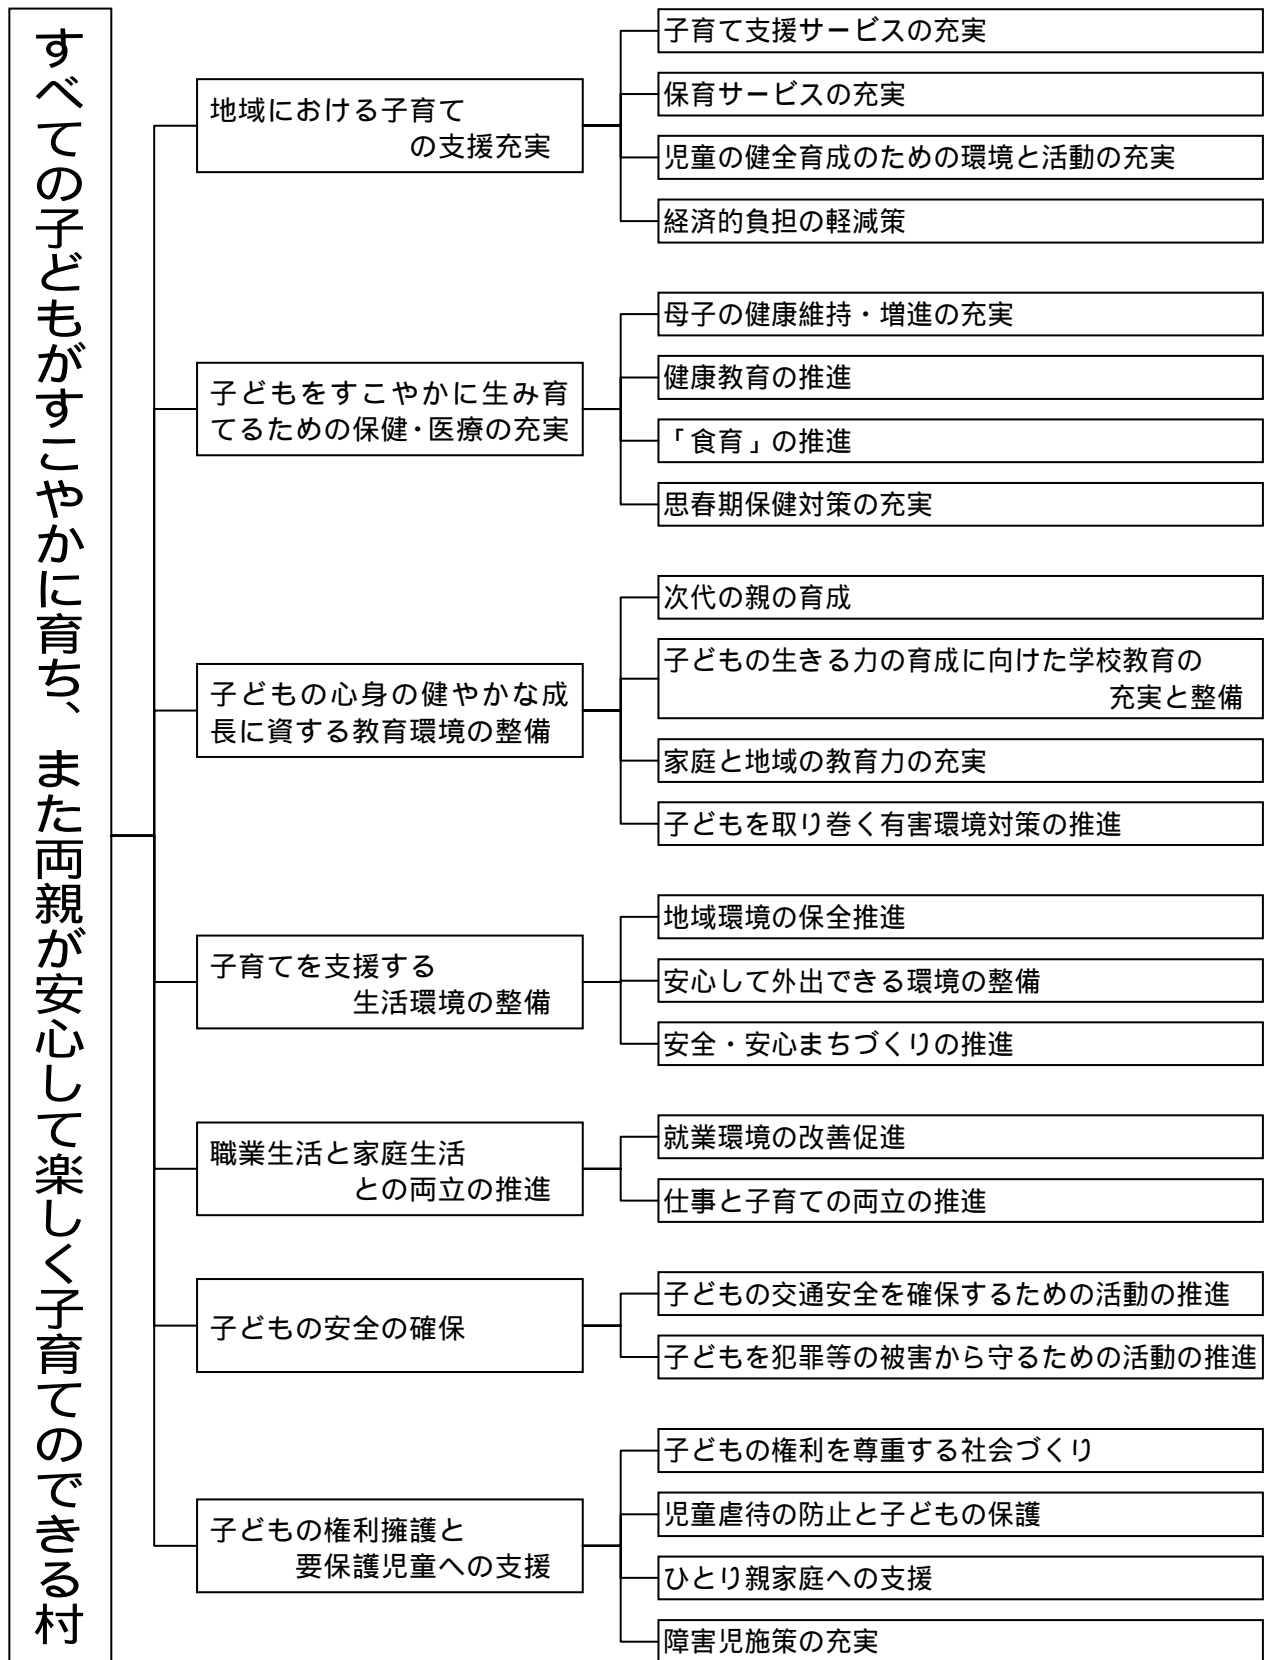 すべての子どもがすこやかに育ち、また両親が安心して楽しく子育てのできる村
地域における子育て
の支援充実
子育て支援サービスの充実
保育サービスの充実
児童の健全育成のための環境と活動の充実
経済的負担の軽減策
子どもをすこやかに生み育
てるための保健・医療の充実
母子の健康維持・増進の充実
健康教育の推進
「食育」の推進
思春期保健対策の充実
子どもの心身の健やかな成
長に資する教育環境の整備
次代の親の育成
子どもの生きる力の育成に向けた学校教育の
充実と整備
家庭と地域の教育力の充実
子どもを取り巻く有害環境対策の推進
子育てを支援する
生活環境の整備
地域環境の保全推進
安心して外出できる環境の整備
安全・安心まちづくりの推進
職業生活と家庭生活
との両立の推進
就業環境の改善促進
仕事と子育ての両立の推進
子どもの安全の確保
子どもの交通安全を確保するための活動の推進
子どもを犯罪等の被害から守るための活動の推進
子どもの権利擁護と
要保護児童への支援
子どもの権利を尊重する社会づくり
児童虐待の防止と子どもの保護
ひとり親家庭への支援
障害児施策の充実